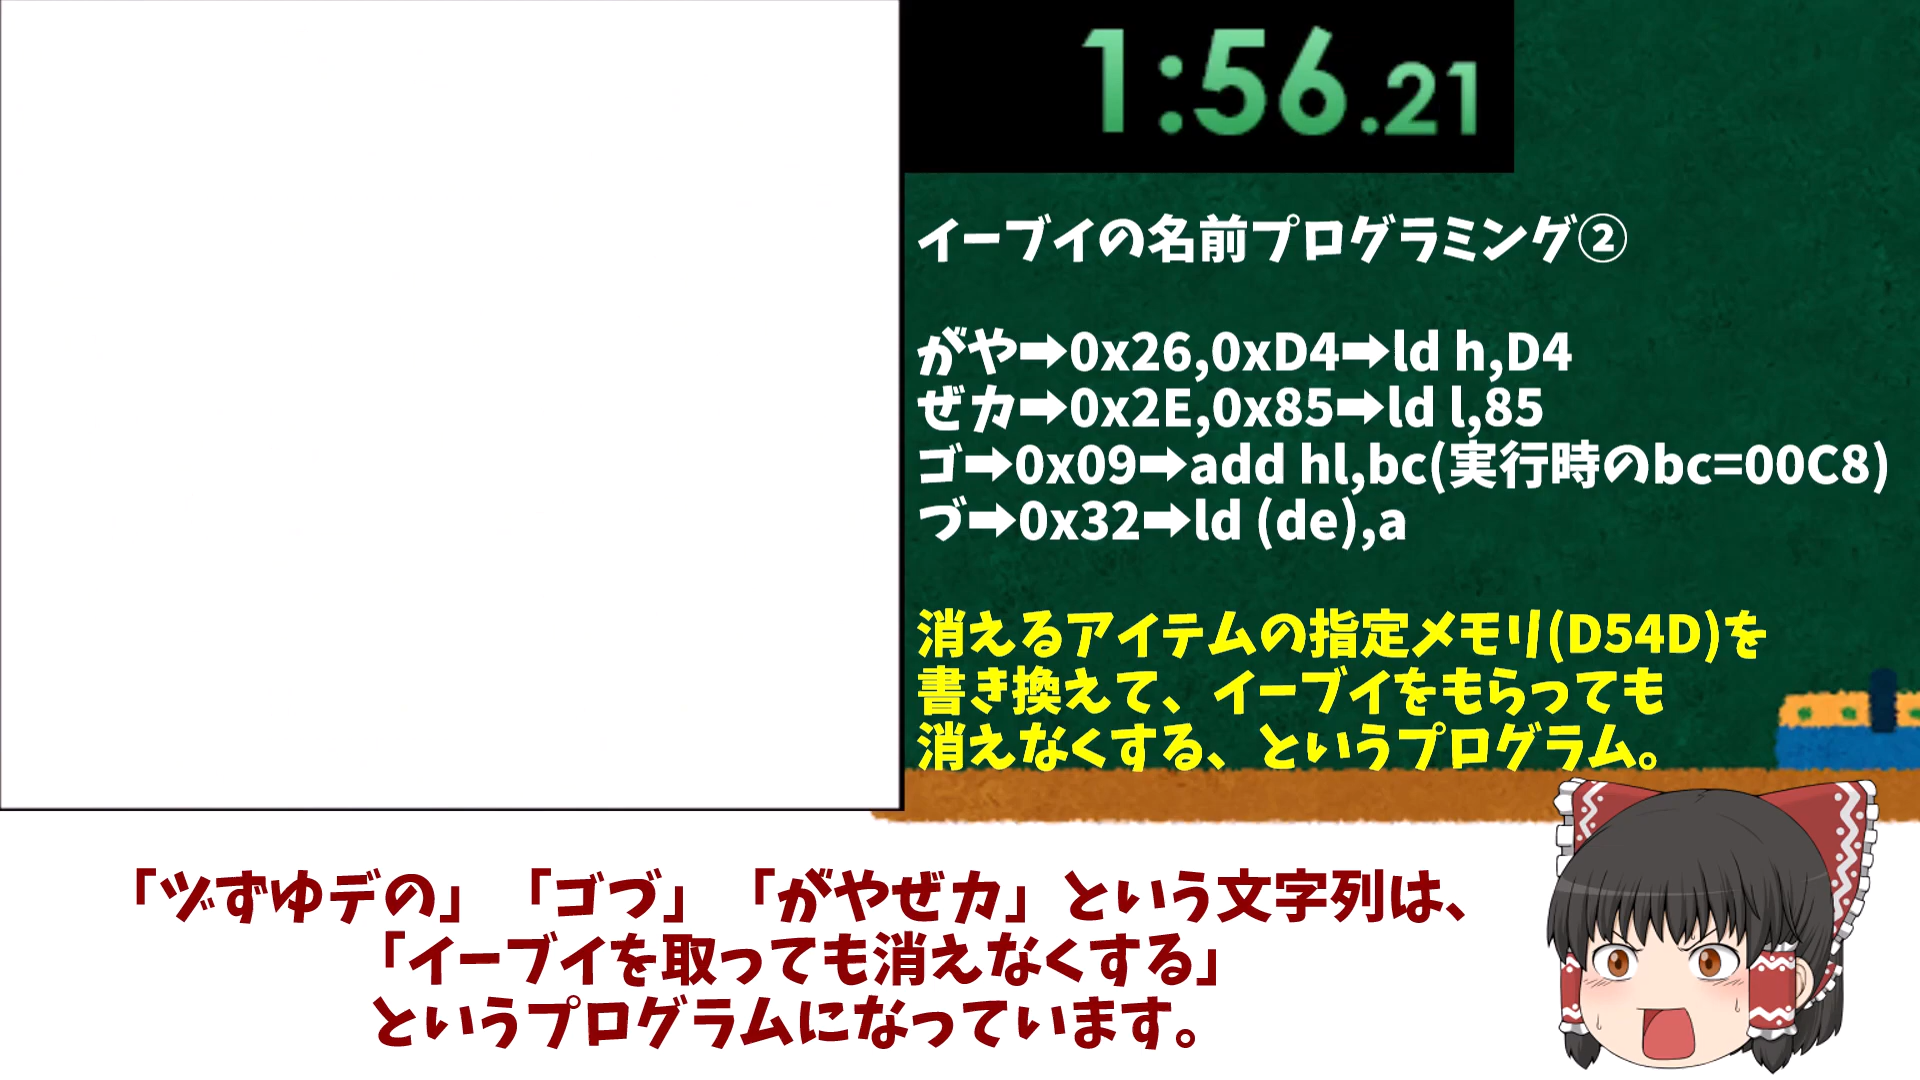 1:56.21
イーブイの名前プログラミング②
がや➡0x26,0xD4➡ld h,D4
ぜカ➡0x2E,0x85➡ld l,85
ゴ➡0x09➡add hl,bc(実行時のbc=00C8)
づ➡0x32➡ld (de),a
消えるアイテムの指定メモリ(D54D)を
書き換えて、イーブイをもらっても
消えなくする、というプログラム。
「ヅずゆデの」「ゴづ」「がやぜカ」という文字列は、
「イーブイを取っても消えなくする」
というプログラムになっています。